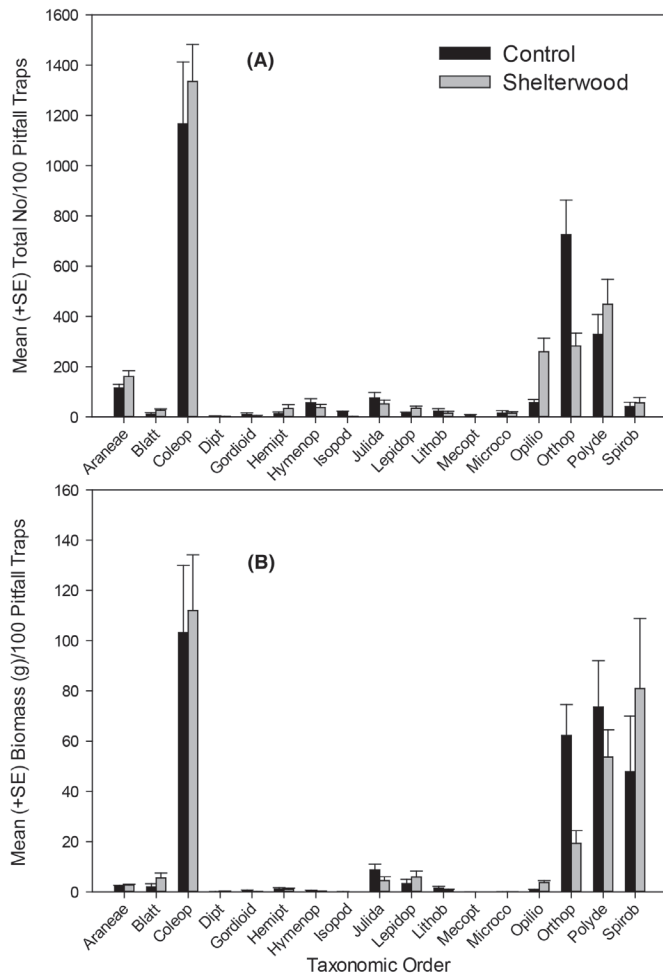 1600
1400
1200
1000
800
600
400
200
0
Mean (+SE) Total No/100 Pitfall Traps
(A)
Control
Shelterwood
Araneae
Blatt
Coleop
Dipt
Gordioid
Hemipt
Hymenop
Isopod
Julida
Lepidop
Lithob
Mecopt
Microco
Opilio
Orthop
Polyde
Spirob
160
140
120
100
80
60
40
20
0
Mean (+SE) Biomass (g)/100 Pitfall Traps
(B)
Araneae
Blatt
Coleop
Dipt
Gordioid
Hemipt
Hymenop
Isopod
Julida
Lepidop
Lithob
Mecopt
Microco
Opilio
Orthop
Polyde
Spirob
Taxonomic Order